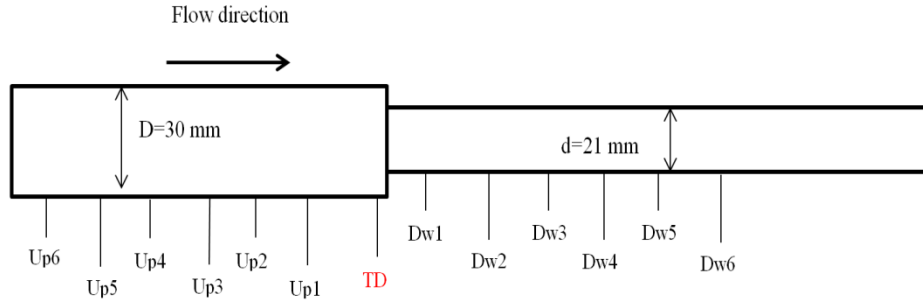 Flow direction
D=30 mm
d=21 mm
Up6
Up5
Up4
Up3
Up2
Up1
TD
Dw1
Dw2
Dw3
Dw4
Dw5
Dw6